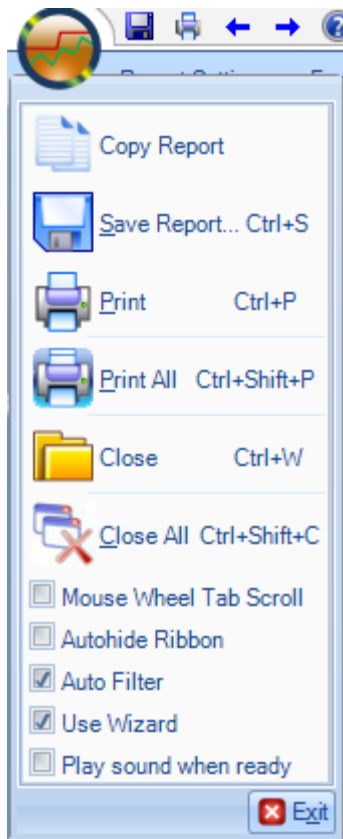 Copy Report
Save Report... Ctrl+S
Print Ctrl+P
Print All Ctrl+Shift+P
Close Ctrl+W
Close All Ctrl+Shift+C
Mouse Wheel Tab Scroll
Autohide Ribbon
Auto Filter
Use Wizard
Play sound when ready
Exit